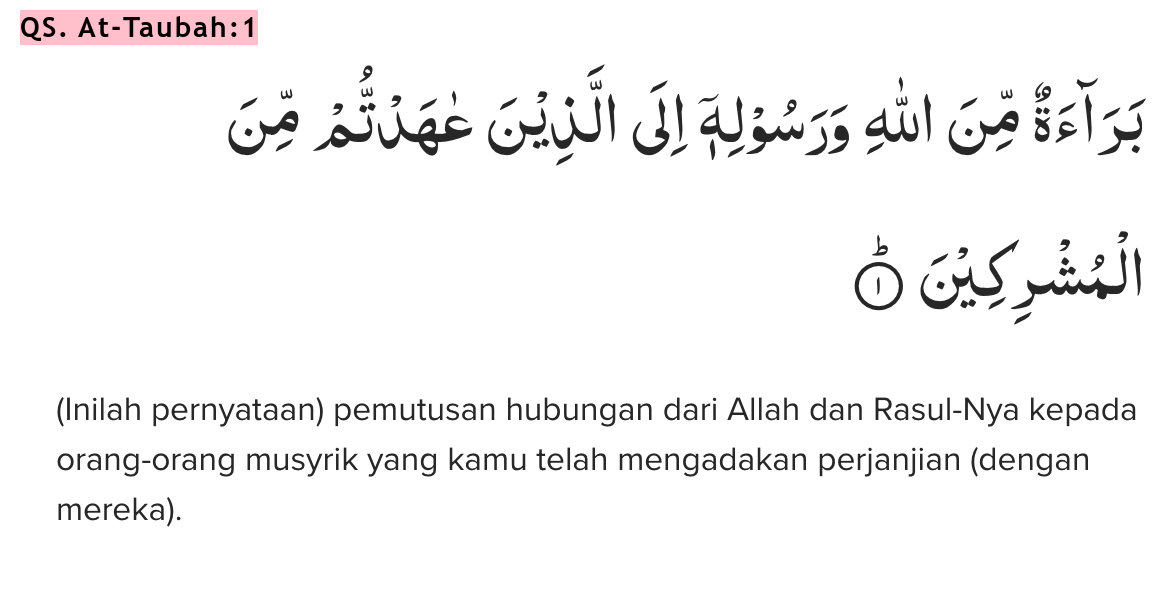 QS. At-Taubah:1
بَرَاۤءَةٌ مِّنَ اللّٰهِ وَرَسُوْلِهٖٓ اِلَى الَّذِيْنَ عٰهَدْتُّمْ مِّنَ
الْمُشْرِكِيْنَۗ ١
(Inilah pernyataan) pemutusan hubungan dari Allah dan Rasul-Nya kepada
orang-orang musyrik yang kamu telah mengadakan perjanjian (dengan
mereka).